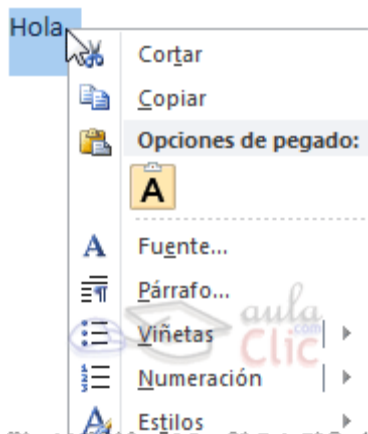 Hola
Cortar
Copiar
Opciones de pegado:
A
Fuente...
Párrafo...
aula
Clic.com
Viñetas
Numeración
Estilos